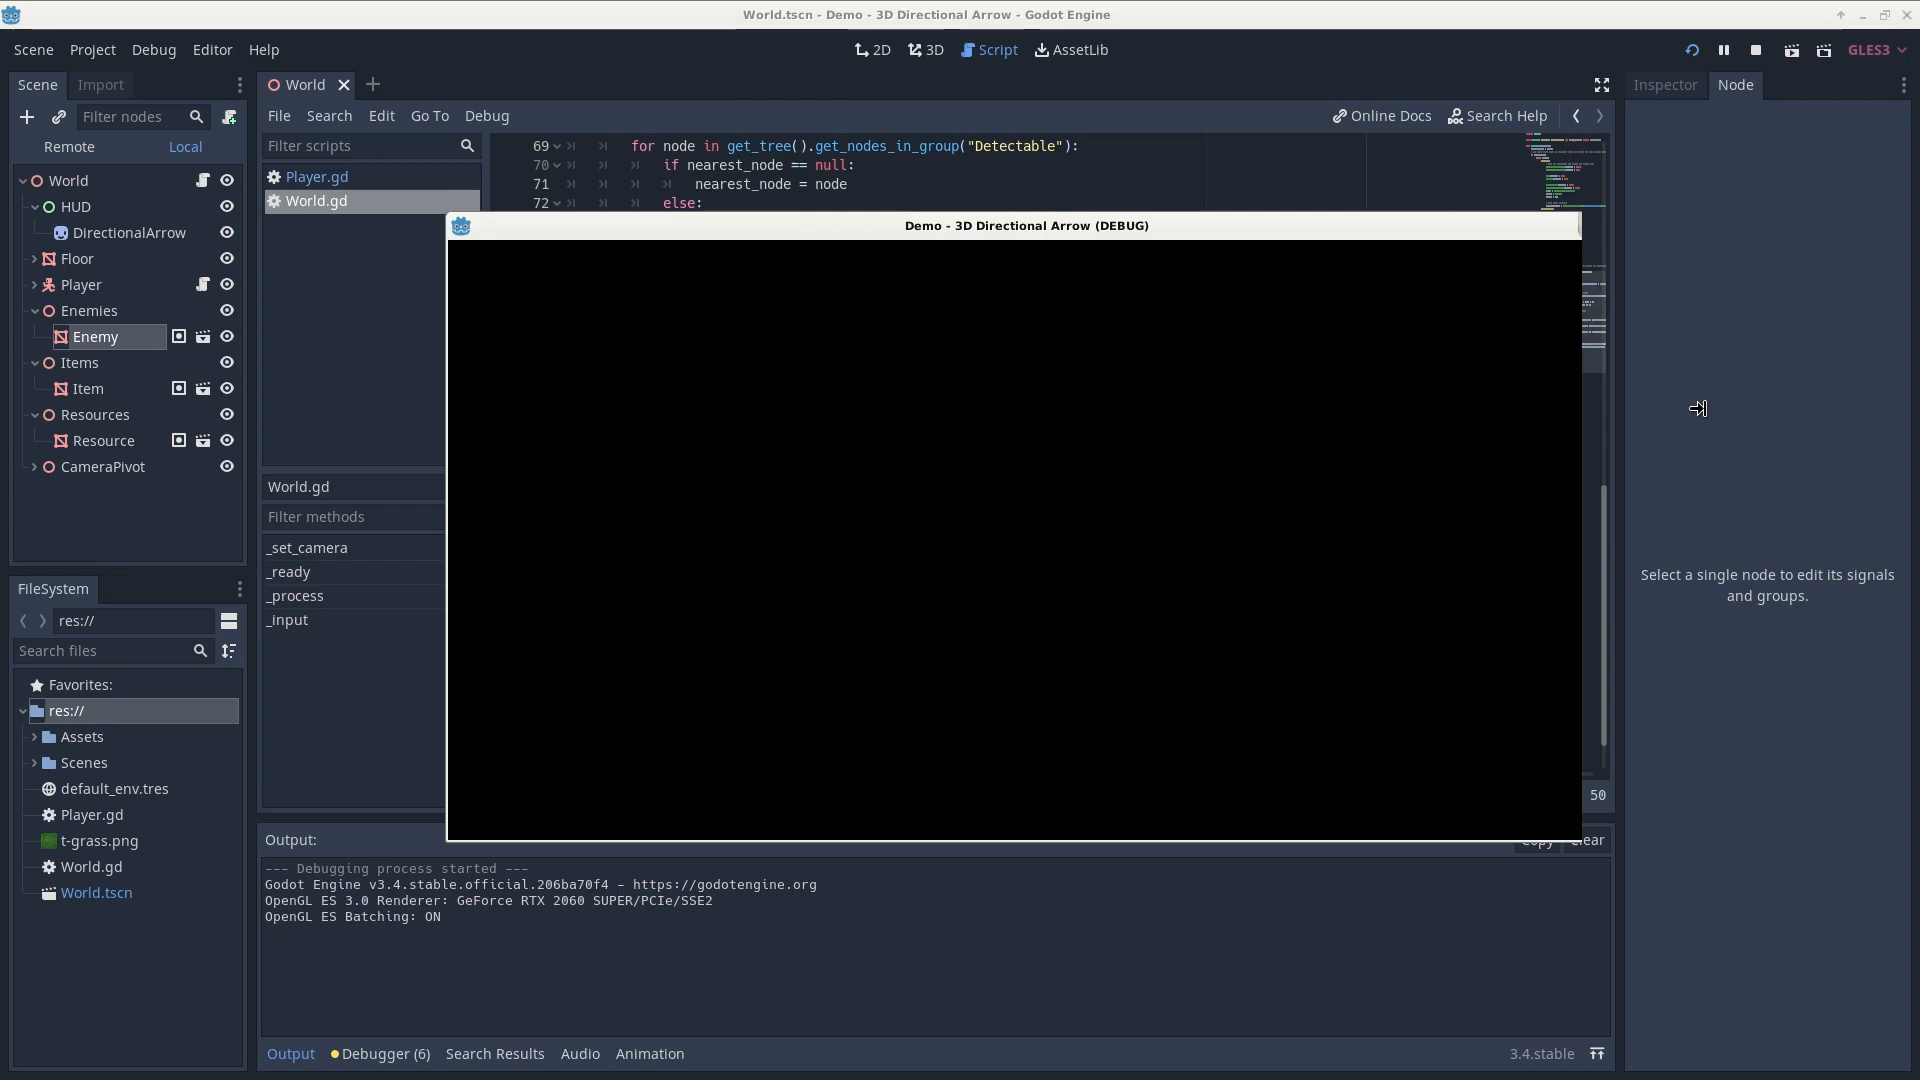 World.tscn - Demo - 3D Directional Arrow - Godot Engine
Scene Project Debug Editor Help
2D 3D Script AssetLib
GLES3
Scene Import
World
Inspector Node
Filter nodes
File Search Edit Go To Debug
Online Docs Search Help
Remote Local
Filter scripts
Player.gd
World.gd
69 for node in get_tree().get_nodes_in_group("Detectable"):
70 if nearest_node == null:
71 nearest_node = node
72 else:
World
HUD
DirectionalArrow
Floor
Player
Enemies
Enemy
Items
Item
Resources
Resource
CameraPivot
Demo - 3D Directional Arrow (DEBUG)
World.gd
Filter methods
_set_camera
_ready
_process
_input
Select a single node to edit its signals
and groups.
50
FileSystem
res://
Search files
Favorites:
res://
Assets
Scenes
default_env.tres
Player.gd
t-grass.png
World.gd
World.tscn
Output:
Copy Clear
--- Debugging process started ---
Godot Engine v3.4.stable.official.206ba70f4 - https://godotengine.org
OpenGL ES 3.0 Renderer: GeForce RTX 2060 SUPER/PCIe/SSE2
OpenGL ES Batching: ON
Output Debugger (6) Search Results Audio Animation
3.4.stable